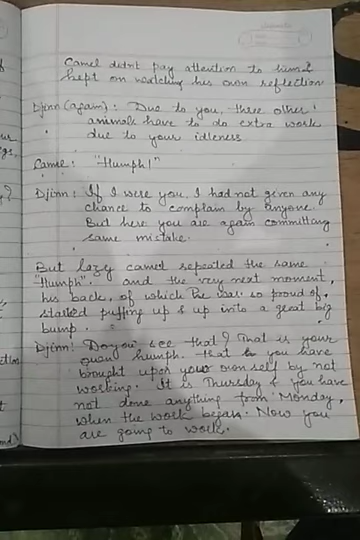 Camel didn't pay attention to him &
kept on watching his own reflection
Djinn (again): Due to you, three other
animals have to do extra work
due to your idleness
Came: "Humph!"
Djinn: If I were you, I had not given any
chance to complain by anyone.
But here you are again committing
same mistake.
But lazy camel repeated the same
"Humph". and the very next moment,
his back, of which he was so proud of,
started puffing up & up into a great big
bump.
Djinn: Do you see that? That is your
own humph. that you have
brought upon your own self by not
working. It is Thursday & you have
not done anything from Monday,
when the work began. Now you
are going to work.